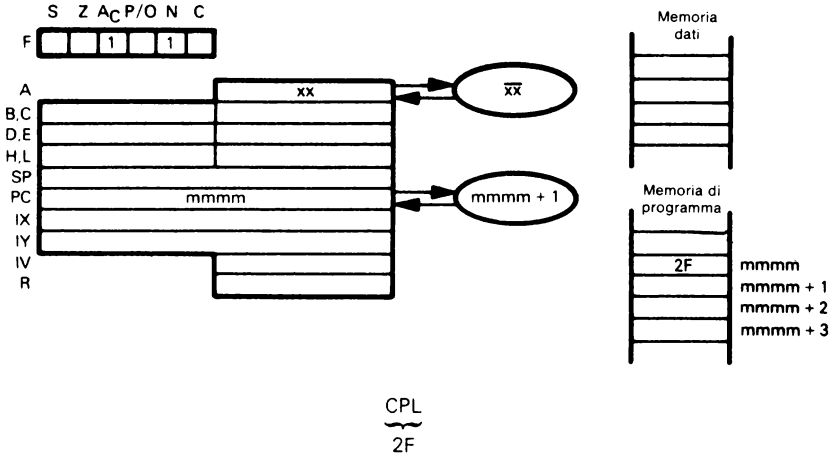 S Z AC P/O N C
F 1 1
A xx x̅x̅
B,C
D,E
H,L
SP
PC mmmm mmmm + 1
IX
IY
IV
R
Memoria
dati
Memoria di
programma
2F mmmm
mmmm + 1
mmmm + 2
mmmm + 3
CPL
2F